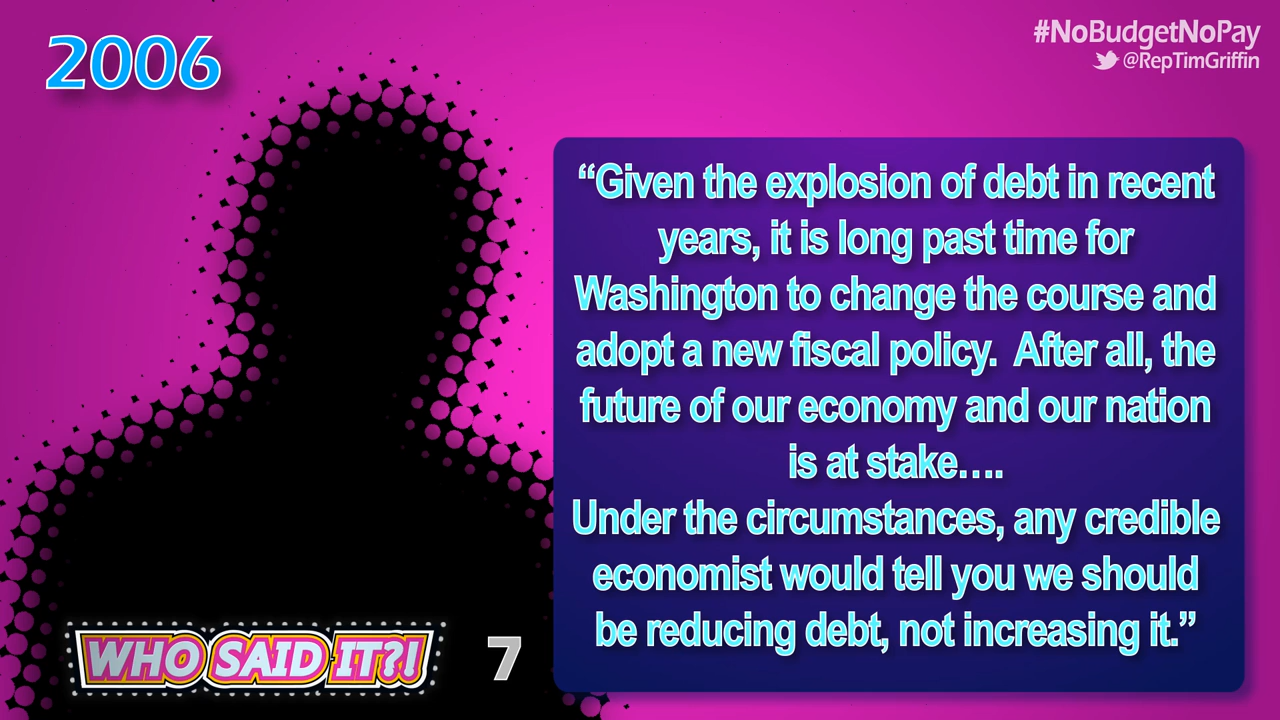 2006
#NoBudgetNoPay
@RepTimGriffin
“Given the explosion of debt in recent
years, it is long past time for
Washington to change the course and
adopt a new fiscal policy.  After all, the
future of our economy and our nation
is at stake….
Under the circumstances, any credible
economist would tell you we should
be reducing debt, not increasing it.”
WHO SAID IT?!
7